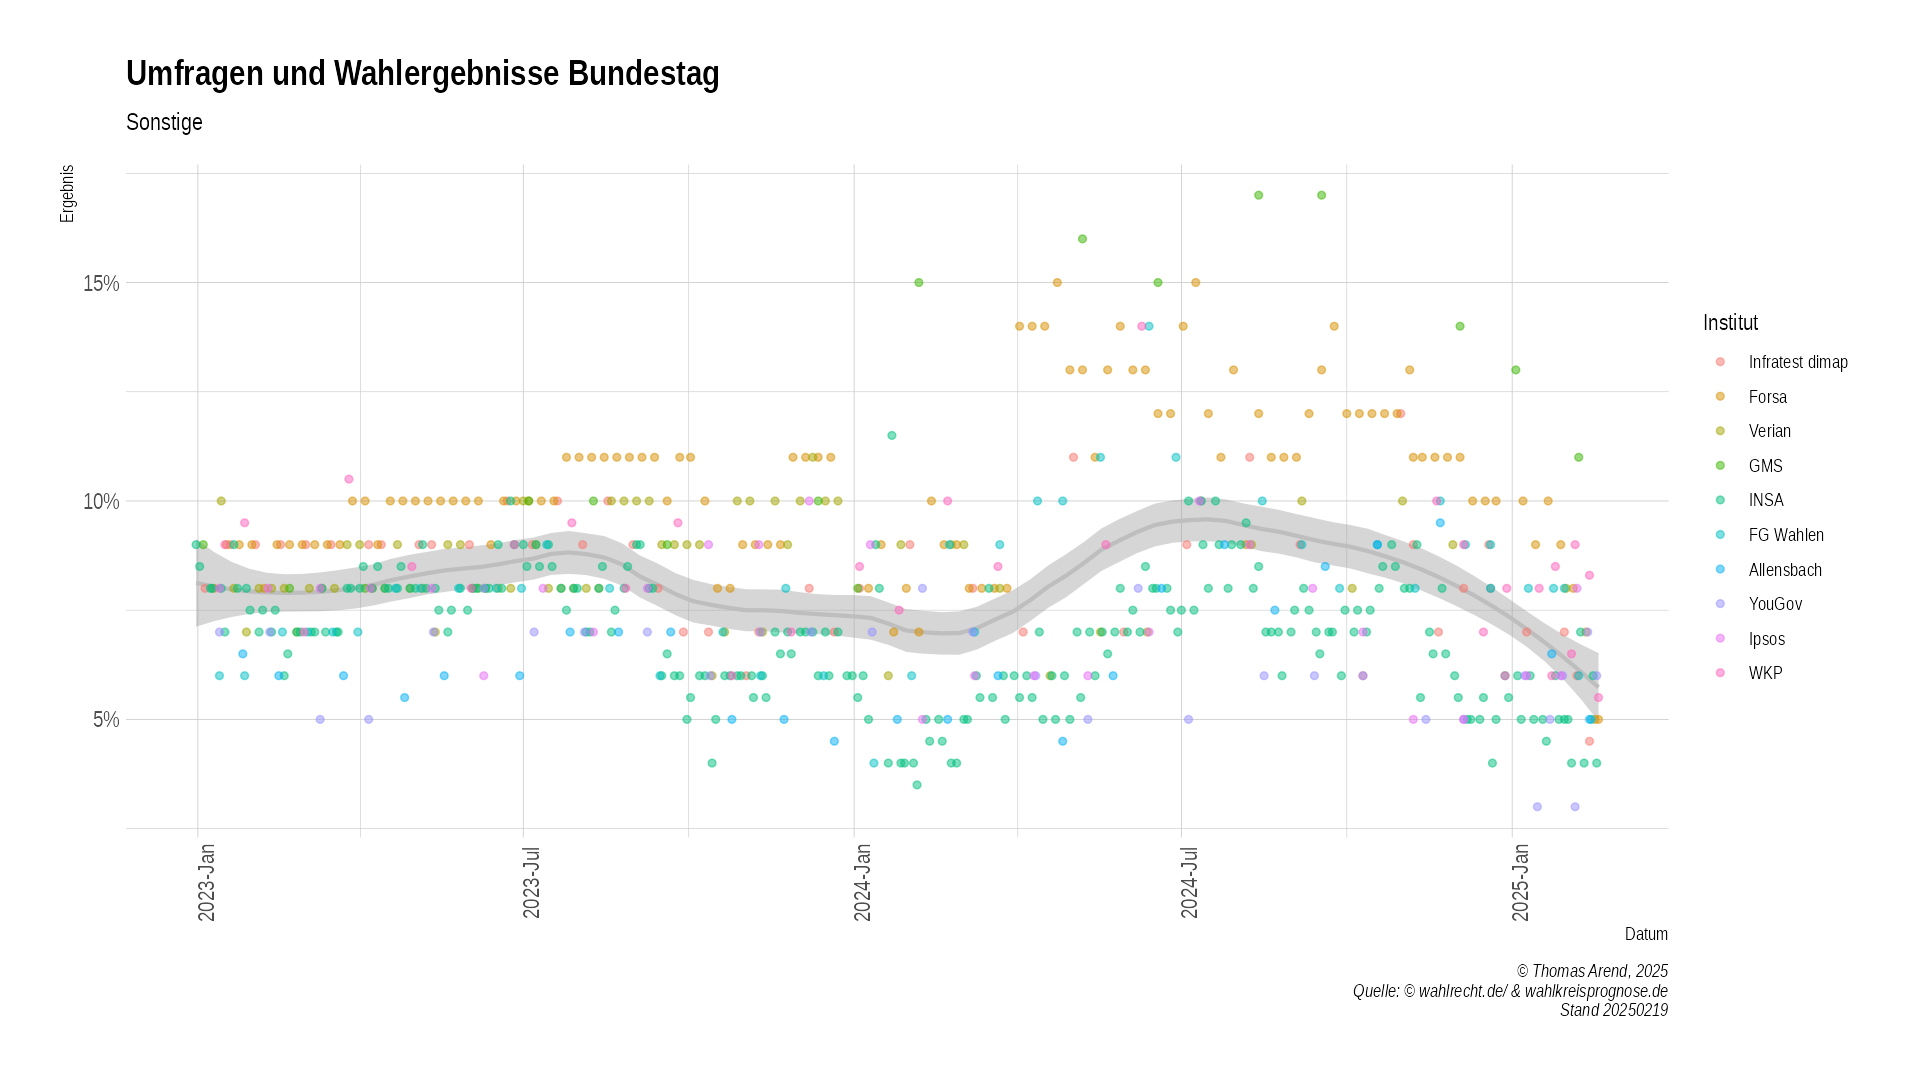 Umfragen und Wahlergebnisse Bundestag
Sonstige
Ergebnis
15%
10%
5%
2023-Jan
2023-Jul
2024-Jan
2024-Jul
2025-Jan
Datum
Institut
Infratest dimap
Forsa
Verian
GMS
INSA
FG Wahlen
Allensbach
YouGov
Ipsos
WKP
© Thomas Arend, 2025
Quelle: © wahlrecht.de/ & wahlkreisprognose.de
Stand 20250219